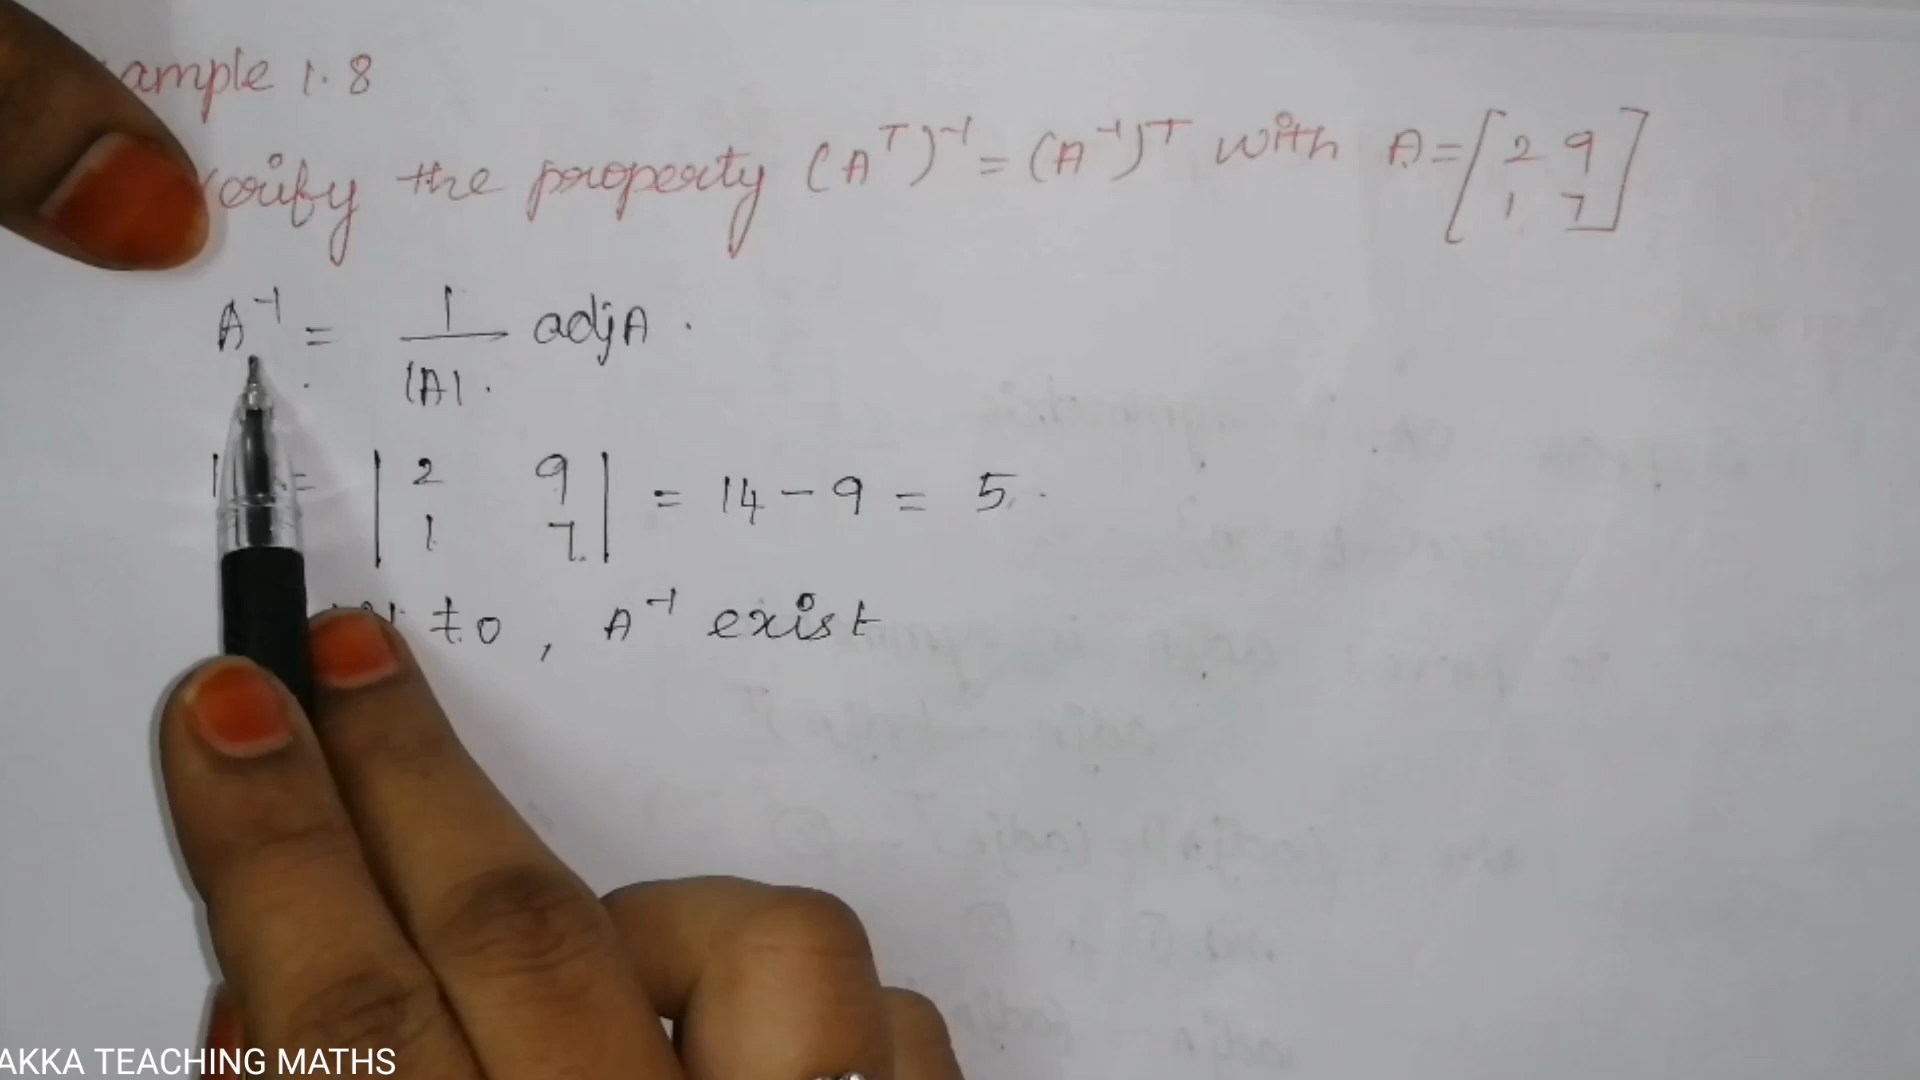 ample 1.8
erify the property (Aᵀ)⁻¹ = (A⁻¹)ᵀ with A = [2 9
1 7]
A⁻¹ = 1/|A| adj A.
= |2 9
1 7| = 14 - 9 = 5.
≠ 0, A⁻¹ exist
AKKA TEACHING MATHS